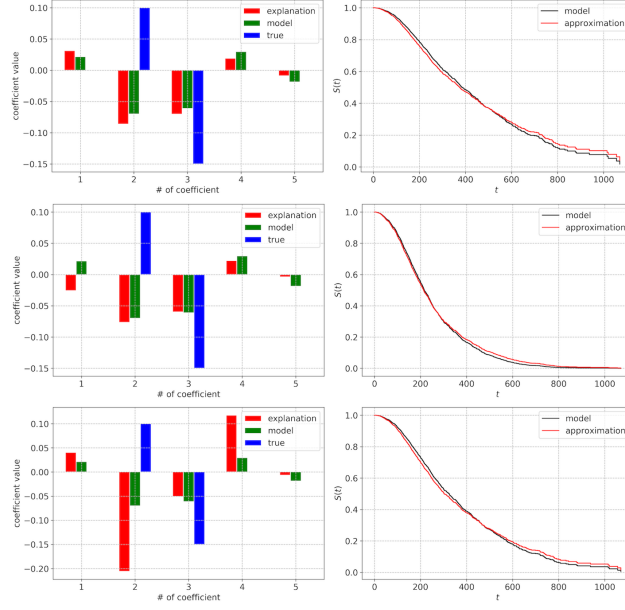 0.10
0.05
0.00
−0.05
−0.10
−0.15
coefficient value
explanation
model
true
1 2 3 4 5
# of coefficient
1.0
0.8
0.6
0.4
0.2
0.0
S(t)
model
approximation
0 200 400 600 800 1000
t
0.10
0.05
0.00
−0.05
−0.10
−0.15
coefficient value
explanation
model
true
1 2 3 4 5
# of coefficient
1.0
0.8
0.6
0.4
0.2
0.0
S(t)
model
approximation
0 200 400 600 800 1000
t
0.10
0.05
0.00
−0.05
−0.10
−0.15
−0.20
coefficient value
explanation
model
true
1 2 3 4 5
# of coefficient
1.0
0.8
0.6
0.4
0.2
0.0
S(t)
model
approximation
0 200 400 600 800 1000
t